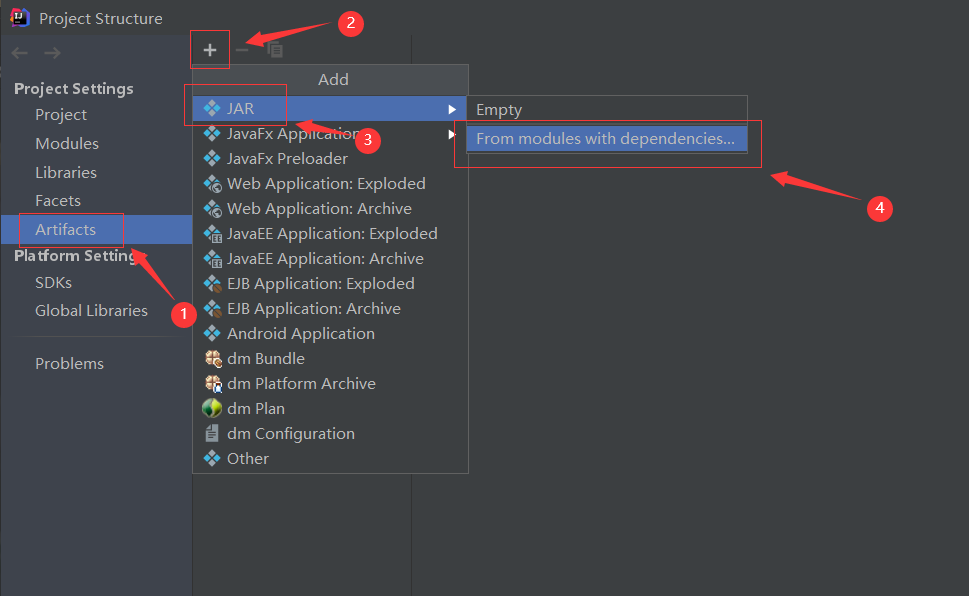 Project Structure
2
Add
Project Settings
Project
Modules
Libraries
Facets
Artifacts
Platform Setting
SDKs
Global Libraries
Problems
1
JAR
JavaFx Application
JavaFx Preloader
Web Application: Exploded
Web Application: Archive
JavaEE Application: Exploded
JavaEE Application: Archive
EJB Application: Exploded
EJB Application: Archive
Android Application
dm Bundle
dm Platform Archive
dm Plan
dm Configuration
Other
3
Empty
From modules with dependencies...
4